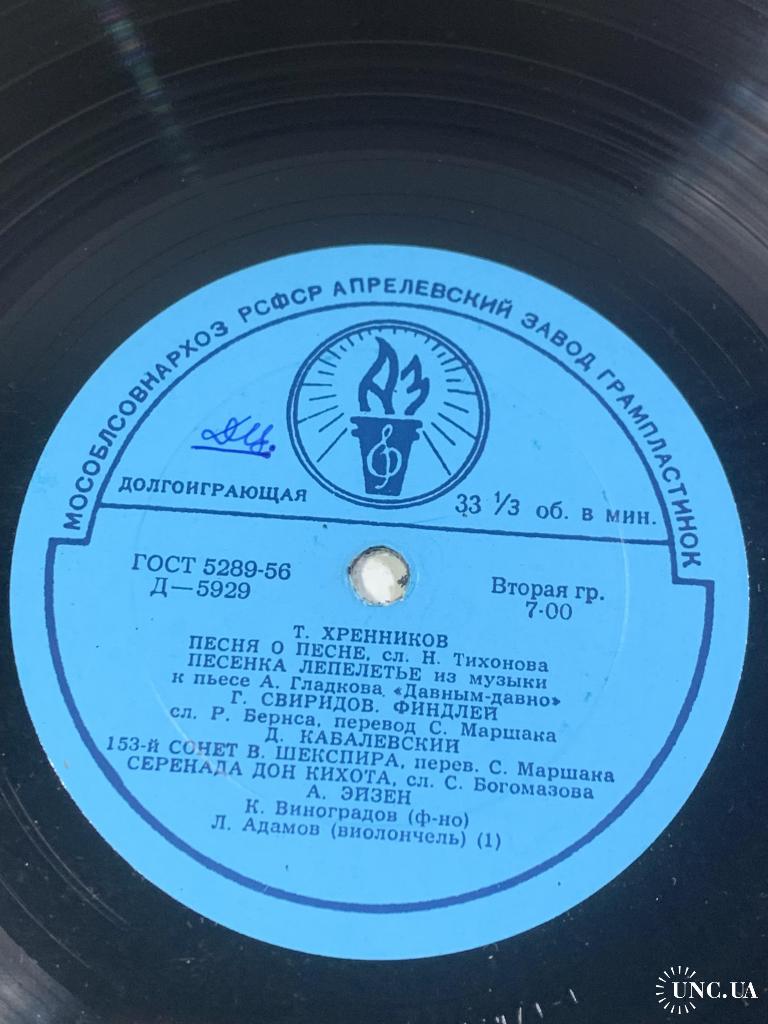 МОСОБЛСОВНАРХОЗ РСФСР АПРЕЛЕВСКИЙ ЗАВОД ГРАМПЛАСТИНОК
АЗ
ДОЛГОИГРАЮЩАЯ
33 1/3 об. в мин.
ГОСТ 5289-56
Д—5929
Вторая гр.
7-00
Т. ХРЕННИКОВ
ПЕСНЯ О ПЕСНЕ, сл. Н. Тихонова
ПЕСЕНКА ЛЕПЕЛЕТЬЕ из музыки
к пьесе А. Гладкова «Давным-давно»
Г. СВИРИДОВ. ФИНДЛЕЙ
сл. Р. Бернса, перевод С. Маршака
Д. КАБАЛЕВСКИЙ
153-й СОНЕТ В. ШЕКСПИРА, перев. С. Маршака
СЕРЕНАДА ДОН КИХОТА, сл. С. Богомазова
А. ЭЙЗЕН
К. Виноградов (ф-но)
Л. Адамов (виолончель) (1)
UNC.UA